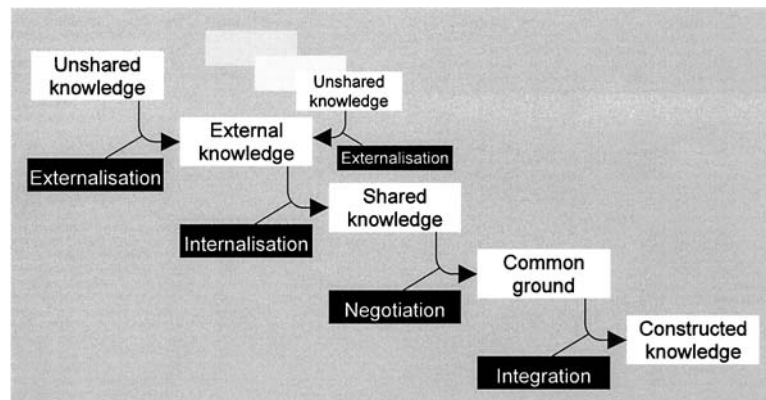 Unshared
knowledge
Unshared
knowledge
External
knowledge
Externalisation
Externalisation
Shared
knowledge
Internalisation
Common
ground
Negotiation
Constructed
knowledge
Integration